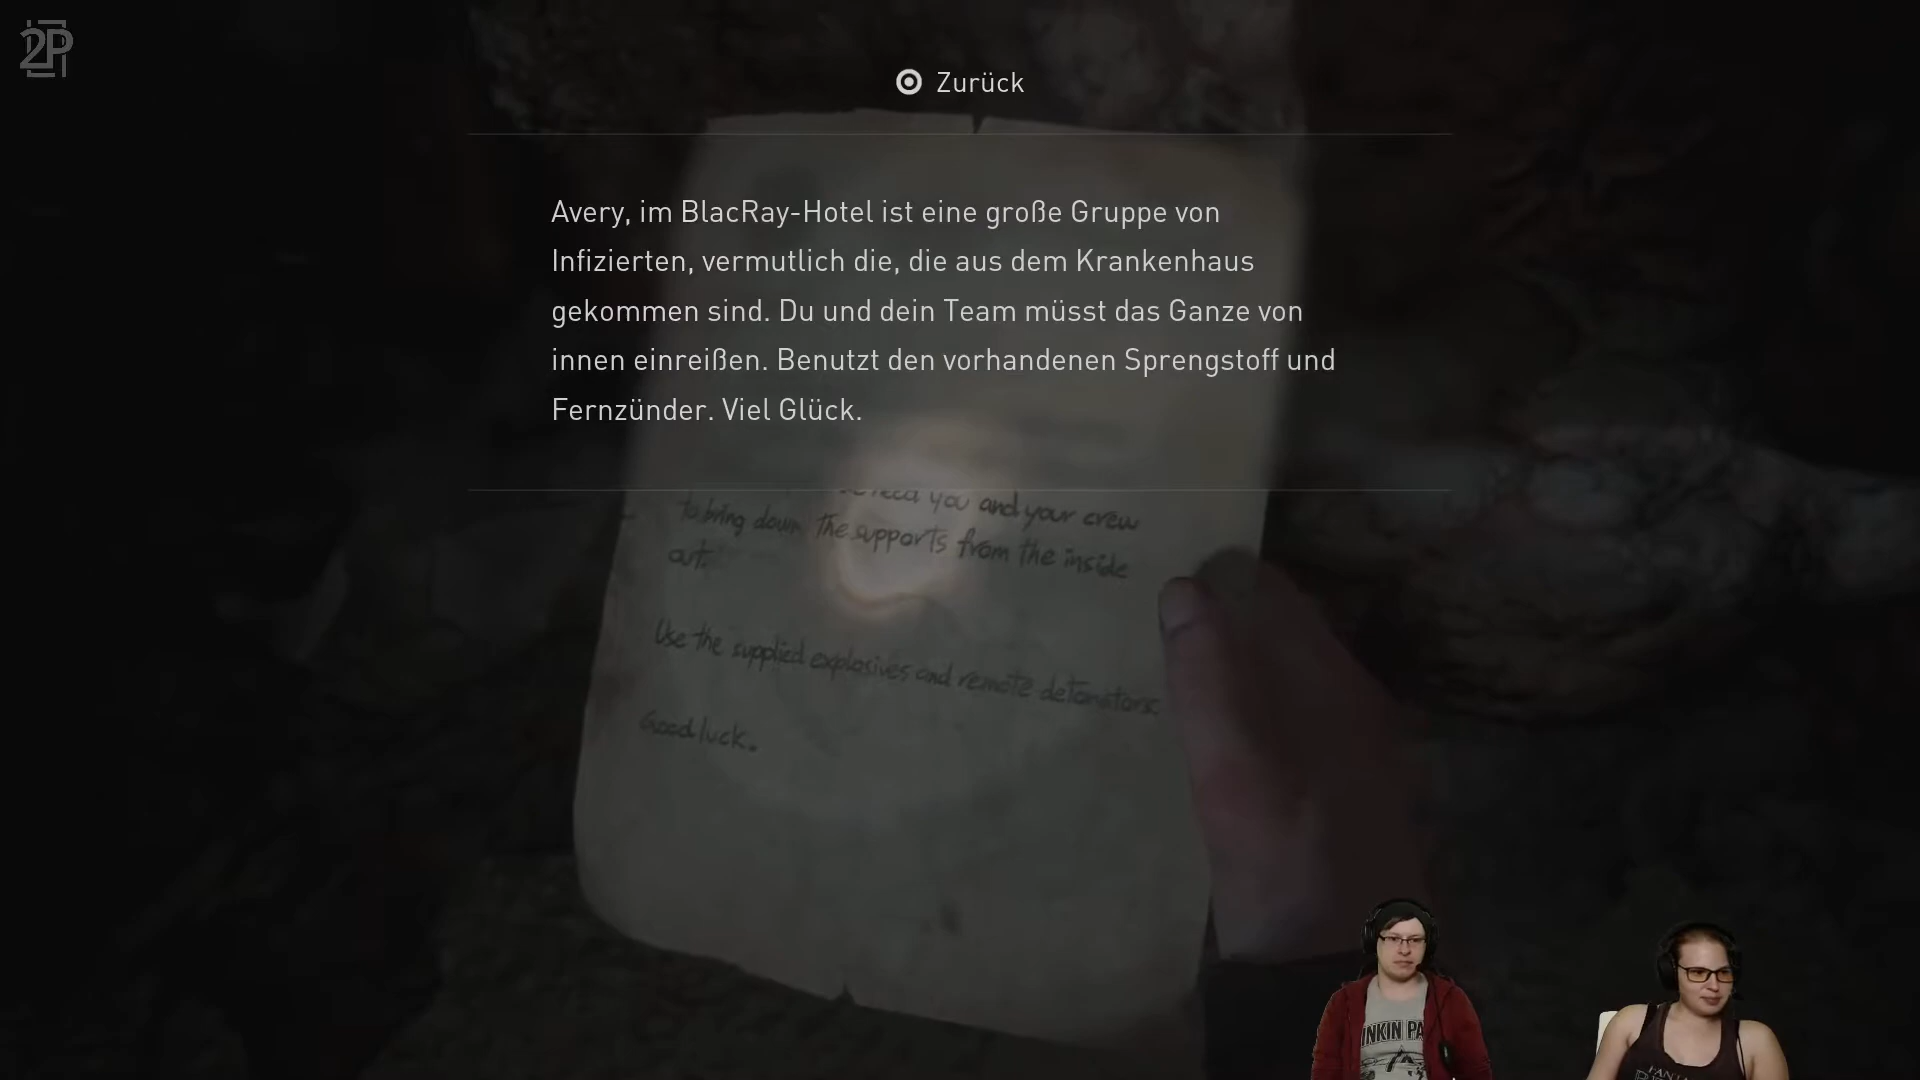 2P
Zurück
Avery, im BlacRay-Hotel ist eine große Gruppe von
Infizierten, vermutlich die, die aus dem Krankenhaus
gekommen sind. Du und dein Team müsst das Ganze von
innen einreißen. Benutzt den vorhandenen Sprengstoff und
Fernzünder. Viel Glück.
need you and your crew
to bring down the supports from the inside
out.
Use the supplied explosives and remote detonators.
Good luck.
INKIN PA